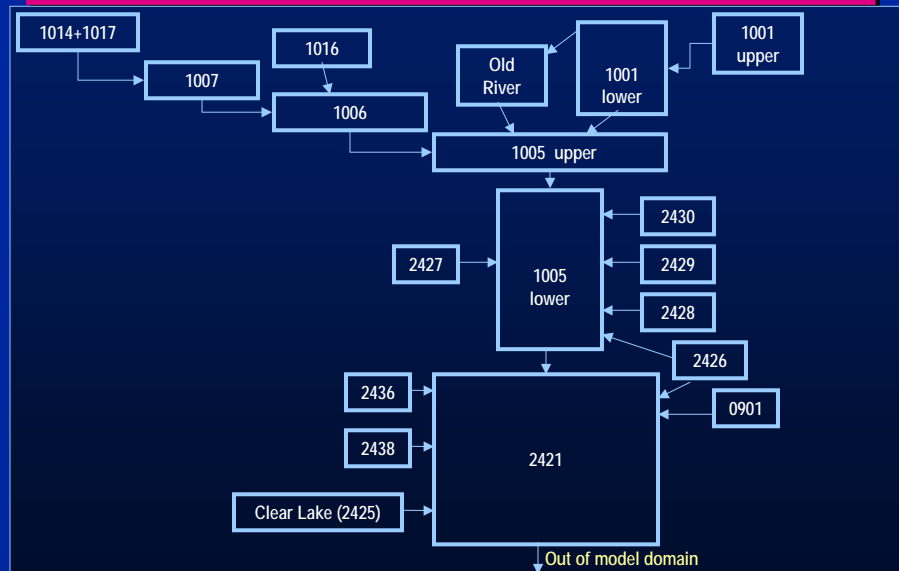 1014+1017
1016
1001
upper
Old
River
1001
lower
1007
1006
1005 upper
2430
2427
2429
1005
lower
2428
2426
2436
0901
2438
2421
Clear Lake (2425)
Out of model domain